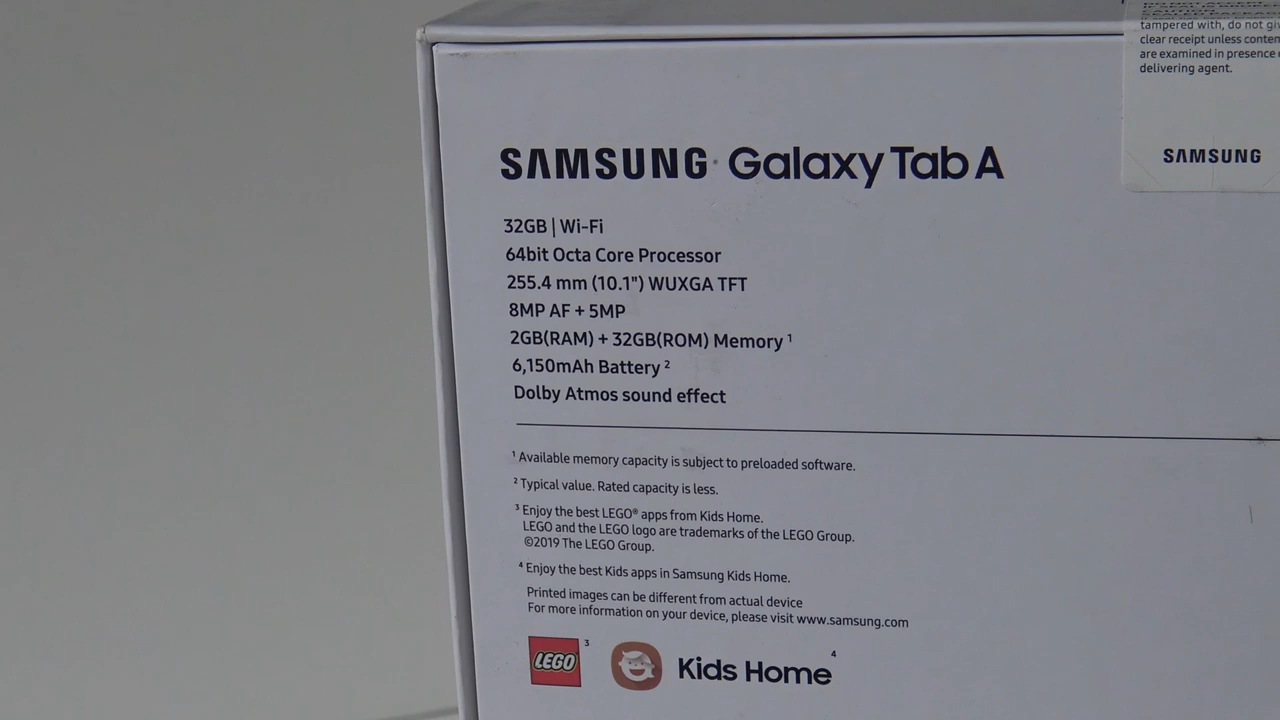 tampered with, do not
clear receipt unless
are examined in presence
delivering agent.
SAMSUNG
SAMSUNG Galaxy Tab A
32GB | Wi-Fi
64bit Octa Core Processor
255.4 mm (10.1") WUXGA TFT
8MP AF + 5MP
2GB(RAM) + 32GB(ROM) Memory ¹
6,150mAh Battery ²
Dolby Atmos sound effect
¹ Available memory capacity is subject to preloaded software.
² Typical value. Rated capacity is less.
³ Enjoy the best LEGO® apps from Kids Home.
LEGO and the LEGO logo are trademarks of the LEGO Group.
©2019 The LEGO Group.
⁴ Enjoy the best Kids apps in Samsung Kids Home.
Printed images can be different from actual device
For more information on your device, please visit www.samsung.com
LEGO ³ Kids Home ⁴